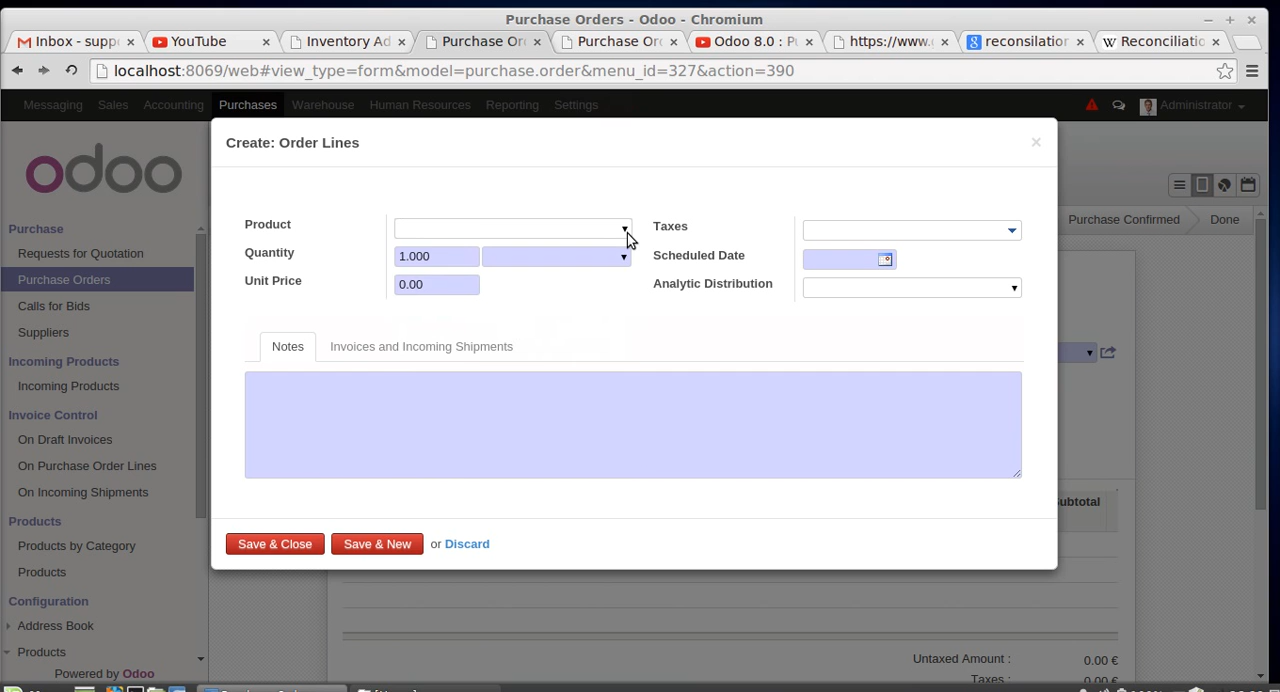 Purchase Orders - Odoo - Chromium
Inbox - supp
YouTube
Inventory Ad
Purchase Or
Purchase Or
Odoo 8.0 : P
https://www.
reconsilation
Reconciliatio
localhost:8069/web#view_type=form&model=purchase.order&menu_id=327&action=390
Messaging Sales Accounting Purchases Warehouse Human Resources Reporting Settings Administrator
odoo
Create: Order Lines
Product
Quantity 1.000
Unit Price 0.00
Taxes
Scheduled Date
Analytic Distribution
Notes
Invoices and Incoming Shipments
Save & Close
Save & New
or Discard
Purchase Confirmed
Done
Purchase
Requests for Quotation
Purchase Orders
Calls for Bids
Suppliers
Incoming Products
Incoming Products
Invoice Control
On Draft Invoices
On Purchase Order Lines
On Incoming Shipments
Products
Products by Category
Products
Configuration
Address Book
Products
Powered by Odoo
Subtotal
Untaxed Amount : 0.00 €
Taxes : 0.00 €